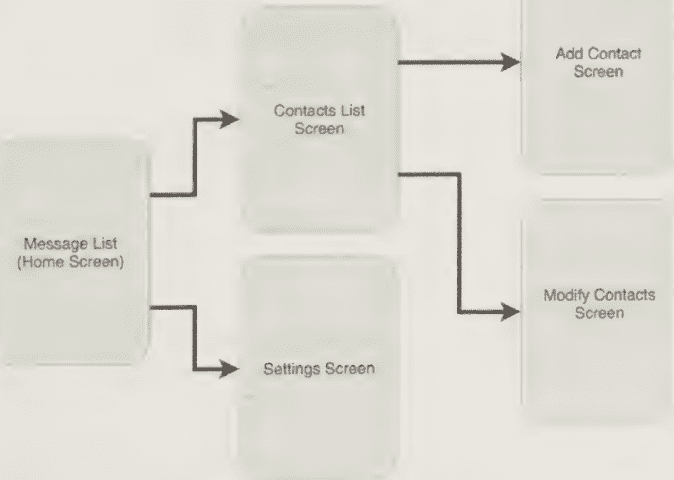 Add Contact
Screen
Contacts List
Screen
Message List
(Home Screen)
Modify Contacts
Screen
Settings Screen